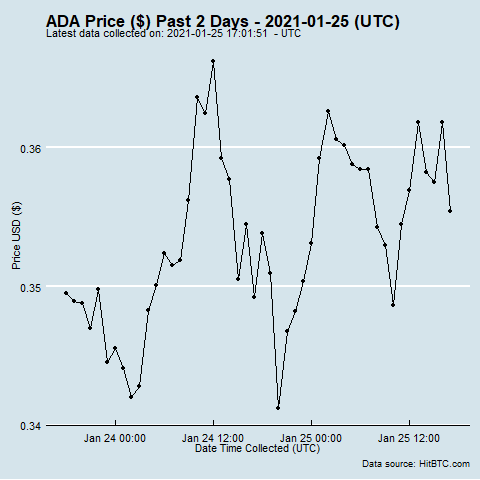 ADA Price ($) Past 2 Days - 2021-01-25 (UTC)
Latest data collected on: 2021-01-25 17:01:51 - UTC
0.36
0.35
0.34
Price USD ($)
Jan 24 00:00 Jan 24 12:00 Jan 25 00:00 Jan 25 12:00
Date Time Collected (UTC)
Data source: HitBTC.com